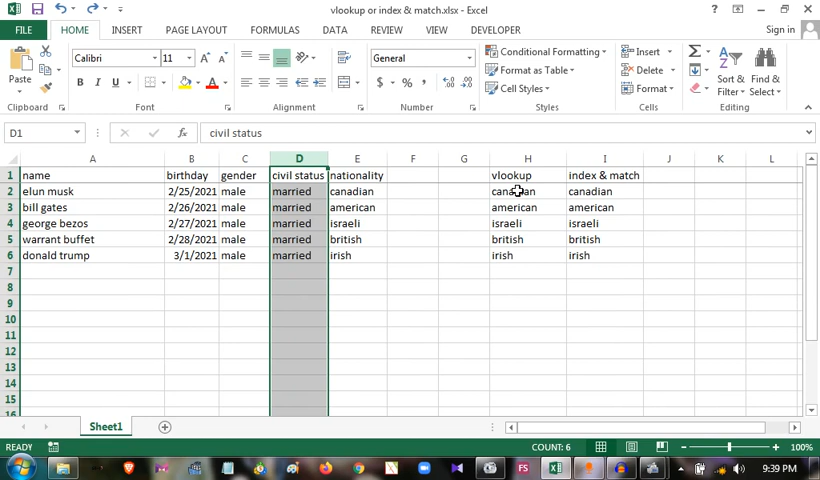 vlookup or index & match.xlsx - Excel
FILE HOME INSERT PAGE LAYOUT FORMULAS DATA REVIEW VIEW DEVELOPER Sign in
Paste Calibri 11 General Conditional Formatting Insert
B I U Format as Table Delete Sort & Find &
$ % , Cell Styles Format Filter Select
Clipboard Font Alignment Number Styles Cells Editing
D1 fx civil status
A B C D E F G H I J K L
1 name birthday gender civil status nationality vlookup index & match
2 elun musk 2/25/2021 male married canadian canadian canadian
3 bill gates 2/26/2021 male married american american american
4 george bezos 2/27/2021 male married israeli israeli israeli
5 warrant buffet 2/28/2021 male married british british british
6 donald trump 3/1/2021 male married irish irish irish
7
8
9
10
11
12
13
14
15
16
Sheet1
READY COUNT: 6 100%
FS 9:39 PM